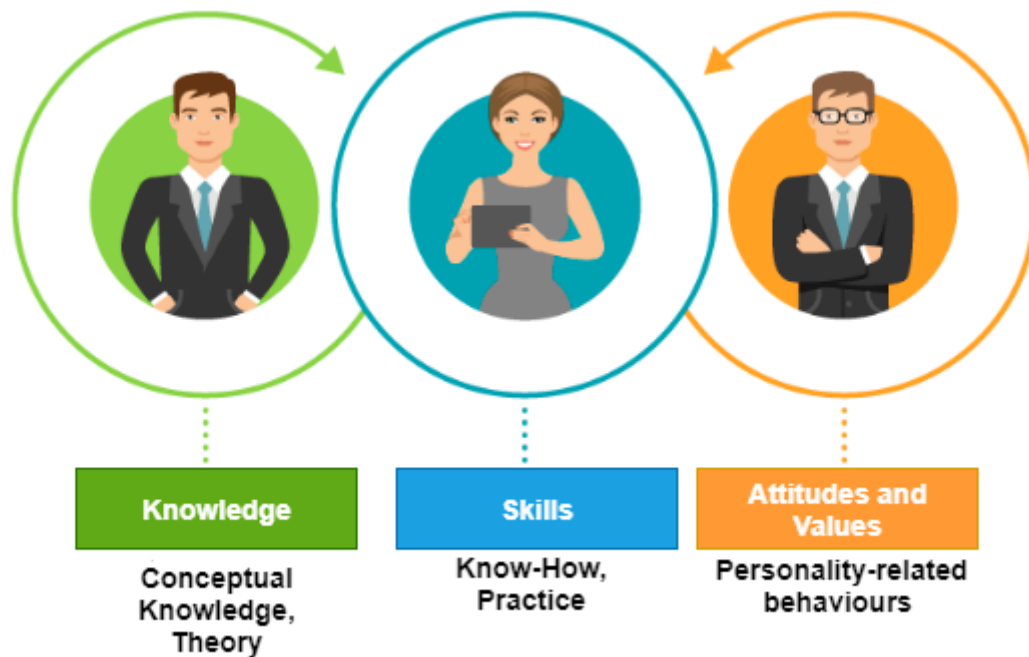 Knowledge
Conceptual
Knowledge,
Theory
Skills
Know-How,
Practice
Attitudes and
Values
Personality-related
behaviours